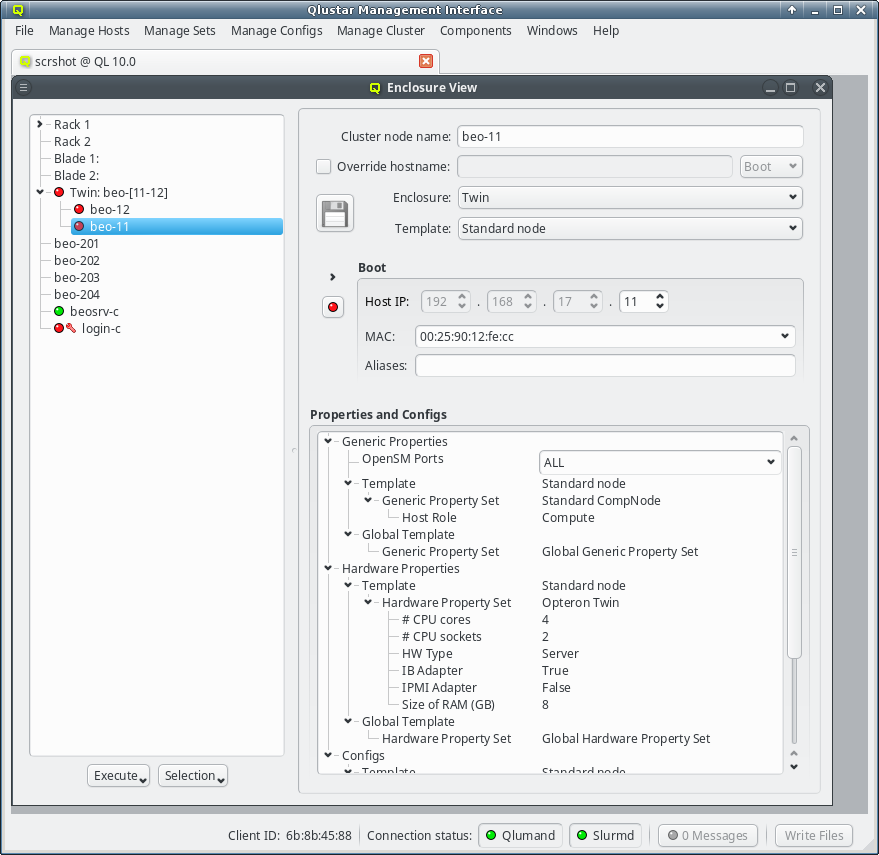 Qlustar Management Interface
File Manage Hosts Manage Sets Manage Configs Manage Cluster Components Windows Help
scrshot @ QL 10.0
Enclosure View
Rack 1
Rack 2
Blade 1:
Blade 2:
Twin: beo-[11-12]
beo-12
beo-11
beo-201
beo-202
beo-203
beo-204
beosrv-c
login-c
Execute Selection
Cluster node name: beo-11
Override hostname: Boot
Enclosure: Twin
Template: Standard node
Boot
Host IP: 192 . 168 . 17 . 11
MAC: 00:25:90:12:fe:cc
Aliases:
Properties and Configs
Generic Properties
OpenSM Ports ALL
Template Standard node
Generic Property Set Standard CompNode
Host Role Compute
Global Template
Generic Property Set Global Generic Property Set
Hardware Properties
Template Standard node
Hardware Property Set Opteron Twin
# CPU cores 4
# CPU sockets 2
HW Type Server
IB Adapter True
IPMI Adapter False
Size of RAM (GB) 8
Global Template
Hardware Property Set Global Hardware Property Set
Configs
Template Standard node
Client ID: 6b:8b:45:88 Connection status: Qlumand Slurmd 0 Messages Write Files